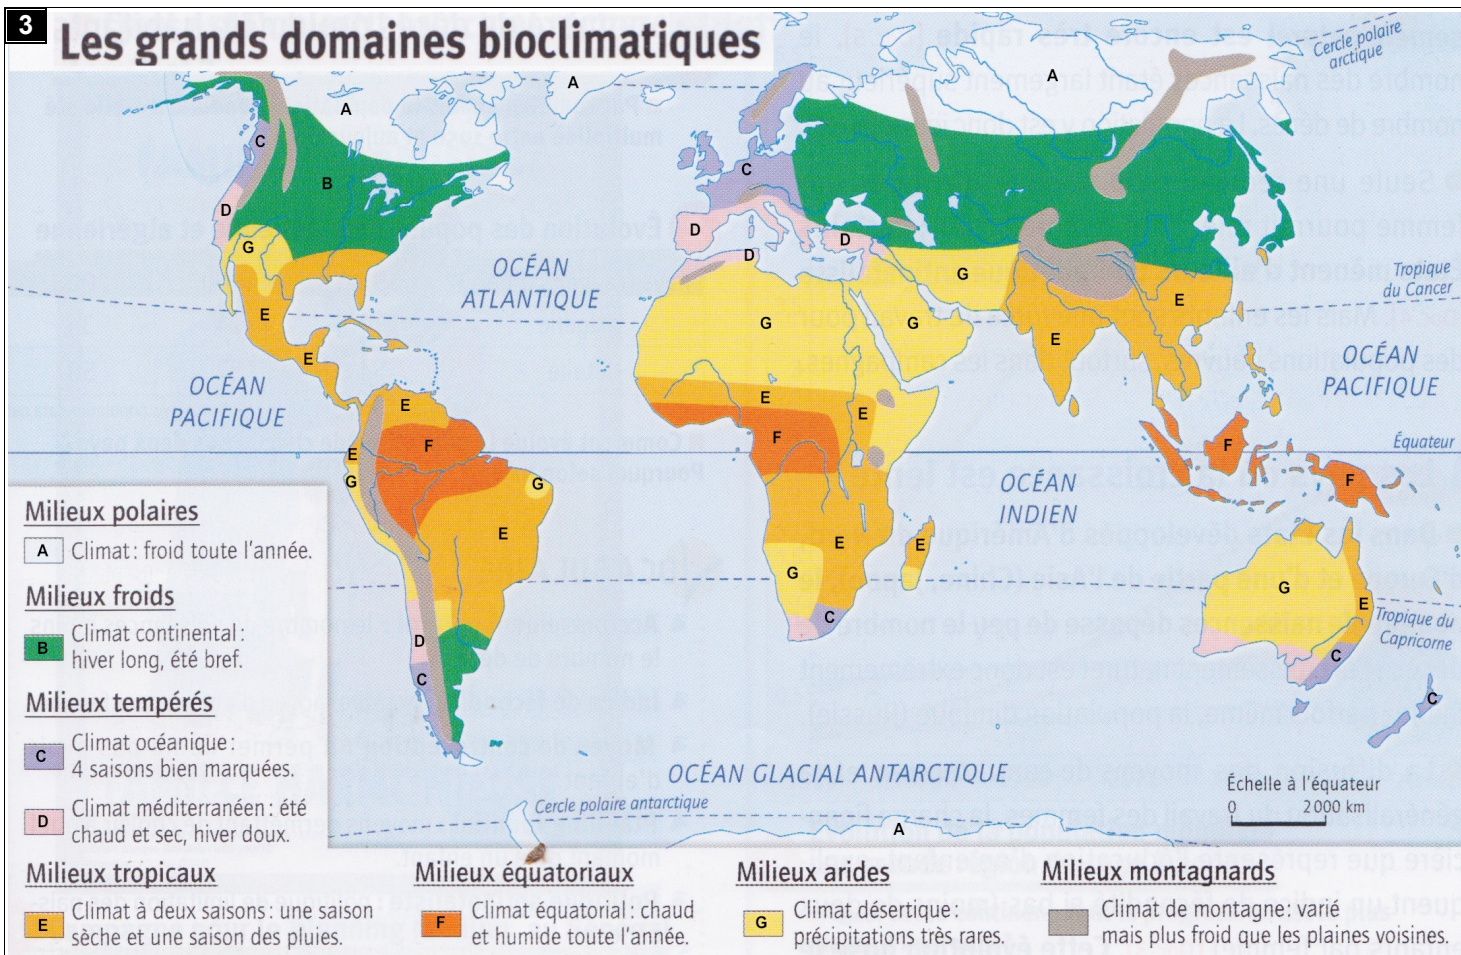 3
Les grands domaines bioclimatiques
Cercle polaire
arctique
A
A
A
C
B
C
D
G
D
D
D
G
OCÉAN
ATLANTIQUE
Tropique
du Cancer
E
E
G
G
E
E
OCÉAN
PACIFIQUE
OCÉAN
PACIFIQUE
E
E
E
F
F
E
G
F
Équateur
F
G
OCÉAN
INDIEN
E
E
E
G
G
E
C
Tropique du
Capricorne
D
C
C
C
OCÉAN GLACIAL ANTARCTIQUE
Cercle polaire antarctique
A
Echelle à l'équateur
0 2000 km
Milieux polaires
A Climat : froid toute l'année.
Milieux froids
B Climat continental :
hiver long, été bref.
Milieux tempérés
C Climat océanique :
4 saisons bien marquées.
D Climat méditerranéen : été
chaud et sec, hiver doux.
Milieux tropicaux
E Climat à deux saisons : une saison
sèche et une saison des pluies.
Milieux équatoriaux
F Climat équatorial : chaud
et humide toute l'année.
Milieux arides
G Climat désertique :
précipitations très rares.
Milieux montagnards
Climat de montagne: varié
mais plus froid que les plaines voisines.